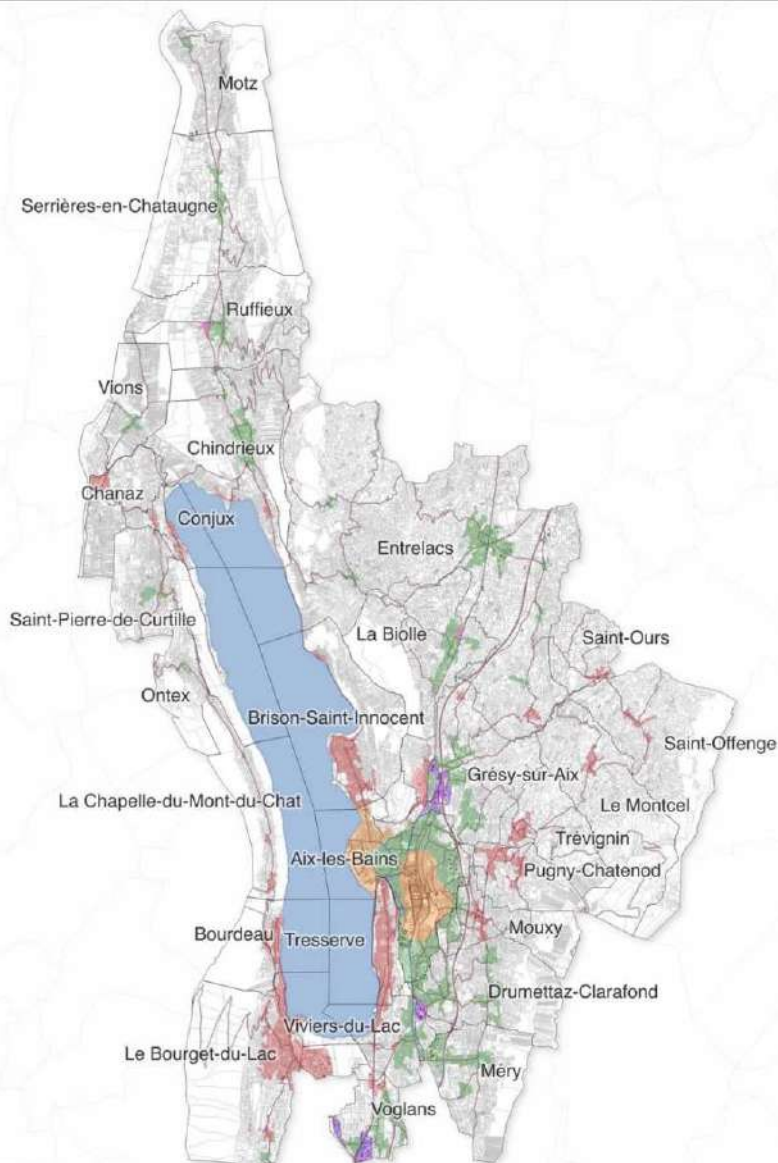 Motz
Serrières-en-Chataugne
Ruffieux
Vions
Chindrieux
Chanaz
Conjux
Entrelacs
Saint-Pierre-de-Curtille
La Biolle
Saint-Ours
Ontex
Brison-Saint-Innocent
Saint-Offenge
Grésy-sur-Aix
La Chapelle-du-Mont-du-Chat
Le Montcel
Trévignin
Aix-les-Bains
Pugny-Chatenod
Mouxy
Bourdeau
Tresserve
Drumettaz-Clarafond
Viviers-du-Lac
Le Bourget-du-Lac
Méry
Voglans